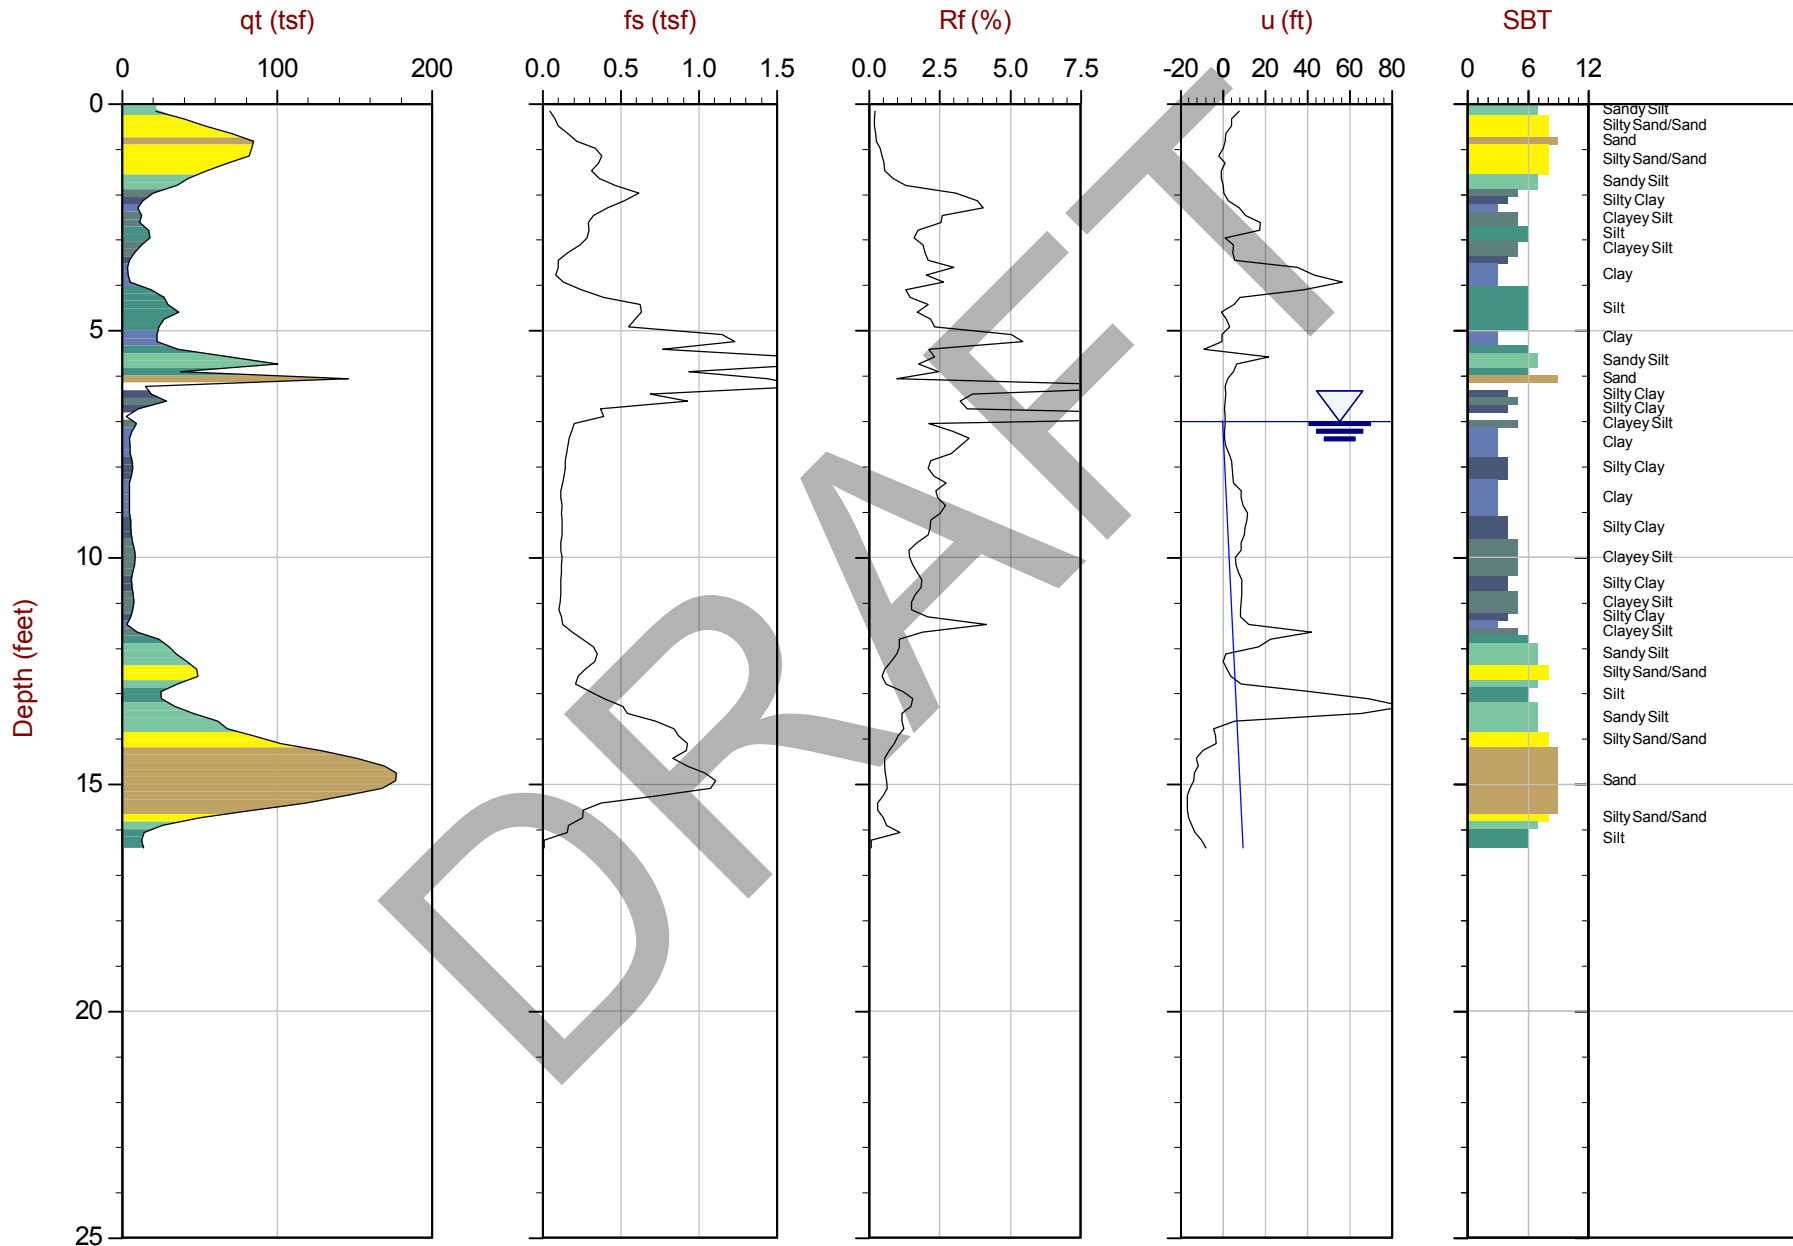 qt (tsf) fs (tsf) Rf (%) u (ft) SBT
0 100 200 0.0 0.5 1.0 1.5 0.0 2.5 5.0 7.5 -20 0 20 40 60 80 0 6 12
0
Sandy Silt
Silty Sand/Sand
Sand
Silty Sand/Sand
Sandy Silt
Silty Clay
Clayey Silt
Silt
Clayey Silt
Clay
Silt
5
Clay
Sandy Silt
Sand
Silty Clay
Silty Clay
Clayey Silt
Clay
Silty Clay
Clay
Silty Clay
10
Clayey Silt
Silty Clay
Clayey Silt
Silty Clay
Clayey Silt
Sandy Silt
Silty Sand/Sand
Silt
Sandy Silt
Silty Sand/Sand
15
Sand
Silty Sand/Sand
Silt
20
25
Depth (feet)
DRAFT